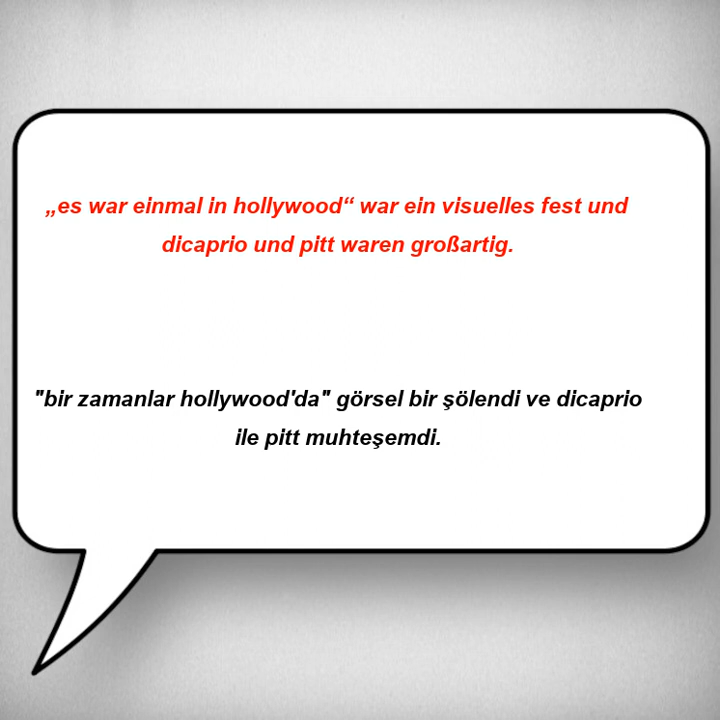 „es war einmal in hollywood“ war ein visuelles fest und
dicaprio und pitt waren großartig.
"bir zamanlar hollywood'da" görsel bir şölendi ve dicaprio
ile pitt muhteşemdi.